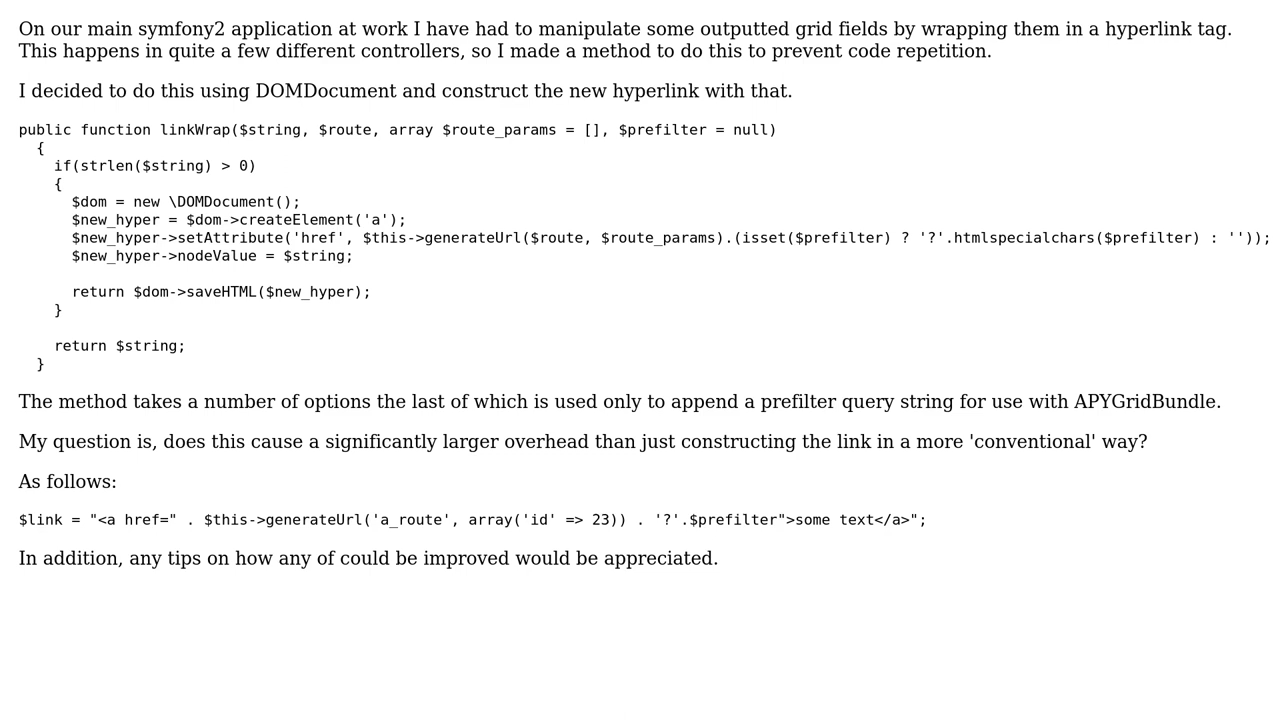 On our main symfony2 application at work I have had to manipulate some outputted grid fields by wrapping them in a hyperlink tag.
This happens in quite a few different controllers, so I made a method to do this to prevent code repetition.
I decided to do this using DOMDocument and construct the new hyperlink with that.
public function linkWrap($string, $route, array $route_params = [], $prefilter = null)
  {
    if(strlen($string) > 0)
    {
      $dom = new \DOMDocument();
      $new_hyper = $dom->createElement('a');
      $new_hyper->setAttribute('href', $this->generateUrl($route, $route_params).(isset($prefilter) ? '?'.htmlspecialchars($prefilter) : ''));
      $new_hyper->nodeValue = $string;

      return $dom->saveHTML($new_hyper);
    }

    return $string;
  }
The method takes a number of options the last of which is used only to append a prefilter query string for use with APYGridBundle.
My question is, does this cause a significantly larger overhead than just constructing the link in a more 'conventional' way?
As follows:
$link = "<a href=" . $this->generateUrl('a_route', array('id' => 23)) . '?'.$prefilter">some text</a>";
In addition, any tips on how any of could be improved would be appreciated.